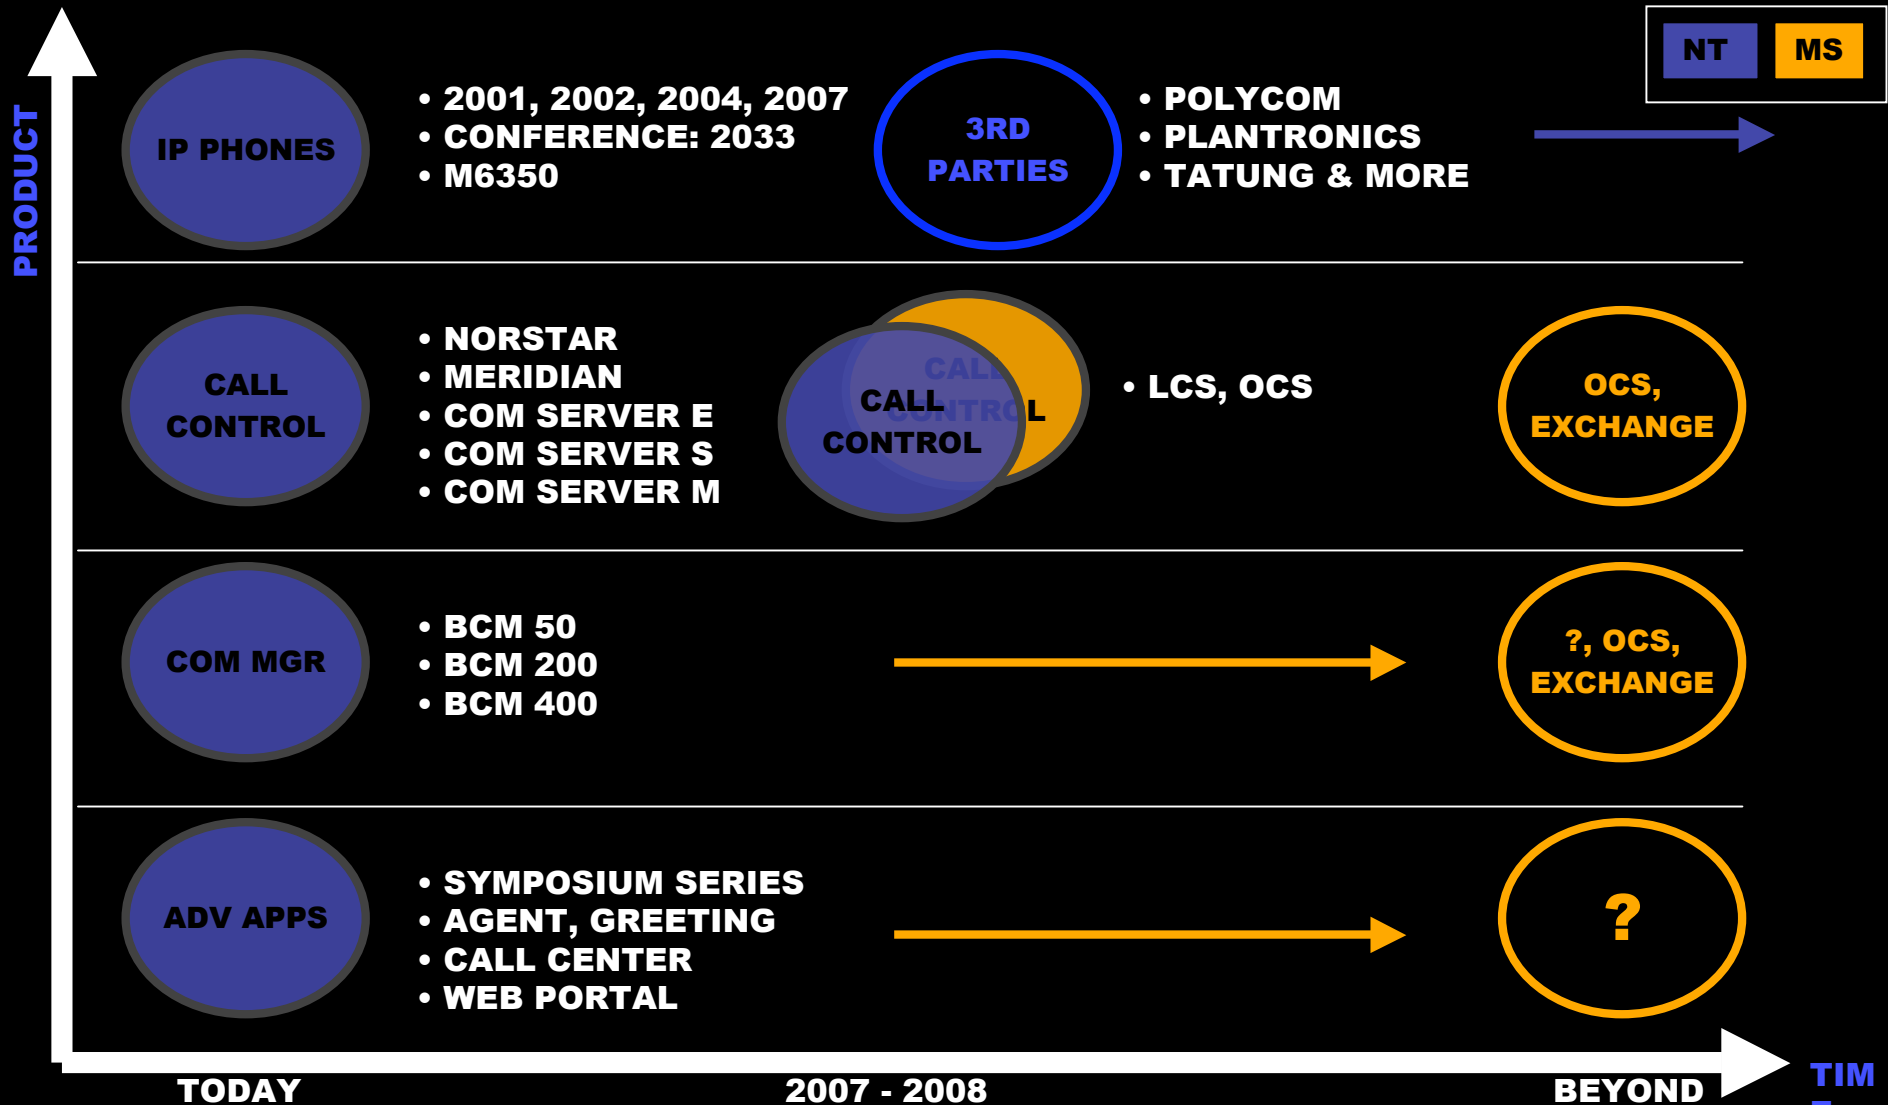 NT
MS
PRODUCT
IP PHONES
• 2001, 2002, 2004, 2007
• CONFERENCE: 2033
• M6350
3RD
PARTIES
• POLYCOM
• PLANTRONICS
• TATUNG & MORE
CALL
CONTROL
• NORSTAR
• MERIDIAN
• COM SERVER E
• COM SERVER S
• COM SERVER M
CALL
CONTROL
CALL
CONTROL
• LCS, OCS
OCS,
EXCHANGE
COM MGR
• BCM 50
• BCM 200
• BCM 400
?, OCS,
EXCHANGE
ADV APPS
• SYMPOSIUM SERIES
• AGENT, GREETING
• CALL CENTER
• WEB PORTAL
?
TODAY
2007 - 2008
BEYOND
TIM